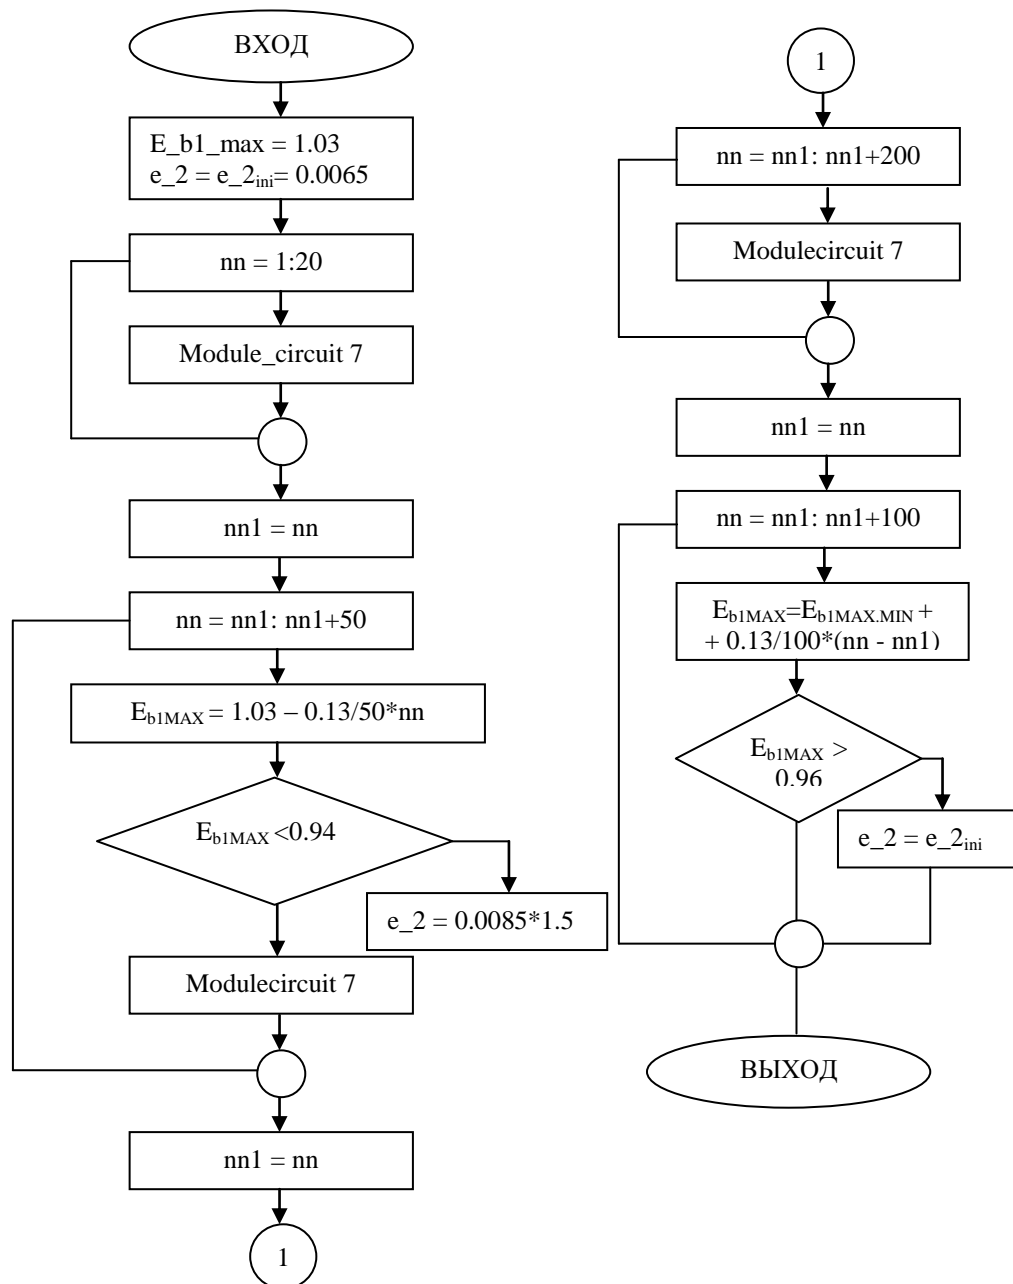 ВХОД
E_b1_max = 1.03
e_2 = e_2ini= 0.0065
nn = 1:20
Module_circuit 7
nn1 = nn
nn = nn1: nn1+50
Eb1MAX = 1.03 – 0.13/50*nn
Eb1MAX <0.94
e_2 = 0.0085*1.5
Modulecircuit 7
nn1 = nn
1
1
nn = nn1: nn1+200
Modulecircuit 7
nn1 = nn
nn = nn1: nn1+100
Eb1MAX=Eb1MAX.MIN +
+ 0.13/100*(nn - nn1)
Eb1MAX >
0.96
e_2 = e_2ini
ВЫХОД